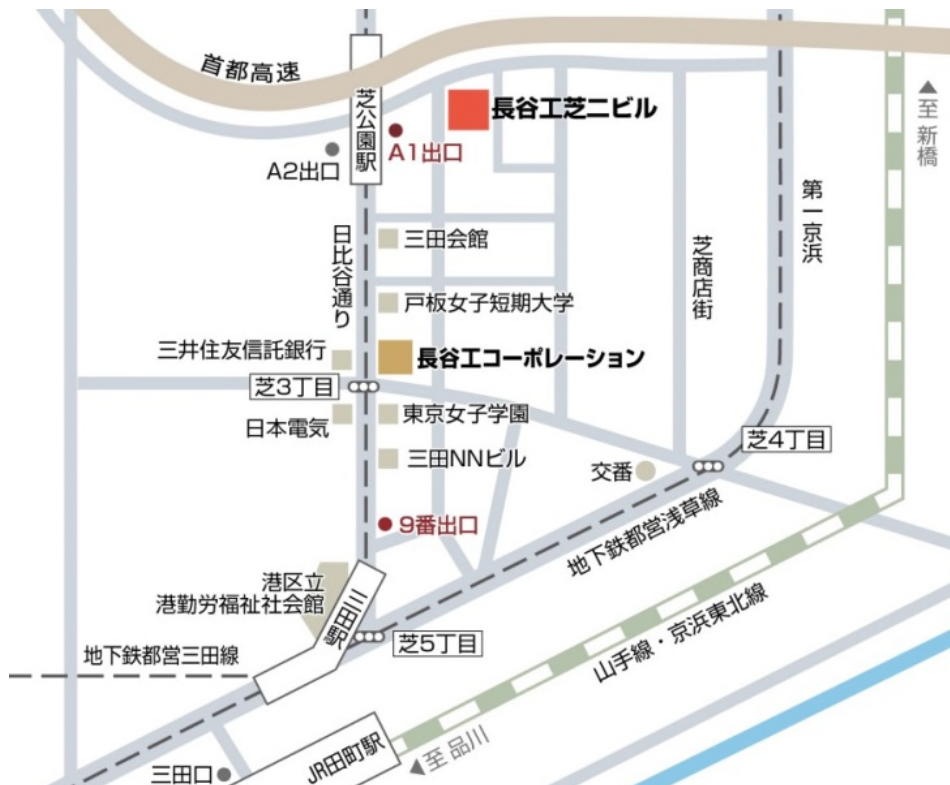 首都高速
芝公園駅
長谷工芝二ビル
A1出口
A2出口
至 新橋
第一京浜
日比谷通り
三田会館
芝商店街
戸板女子短期大学
三井住友信託銀行
長谷工コーポレーション
芝3丁目
日本電気
東京女子学園
芝4丁目
三田NNビル
交番
9番出口
地下鉄都営浅草線
港区立
港勤労福祉社会館
三田駅
芝5丁目
山手線・京浜東北線
地下鉄都営三田線
至 品川
JR田町駅
三田口